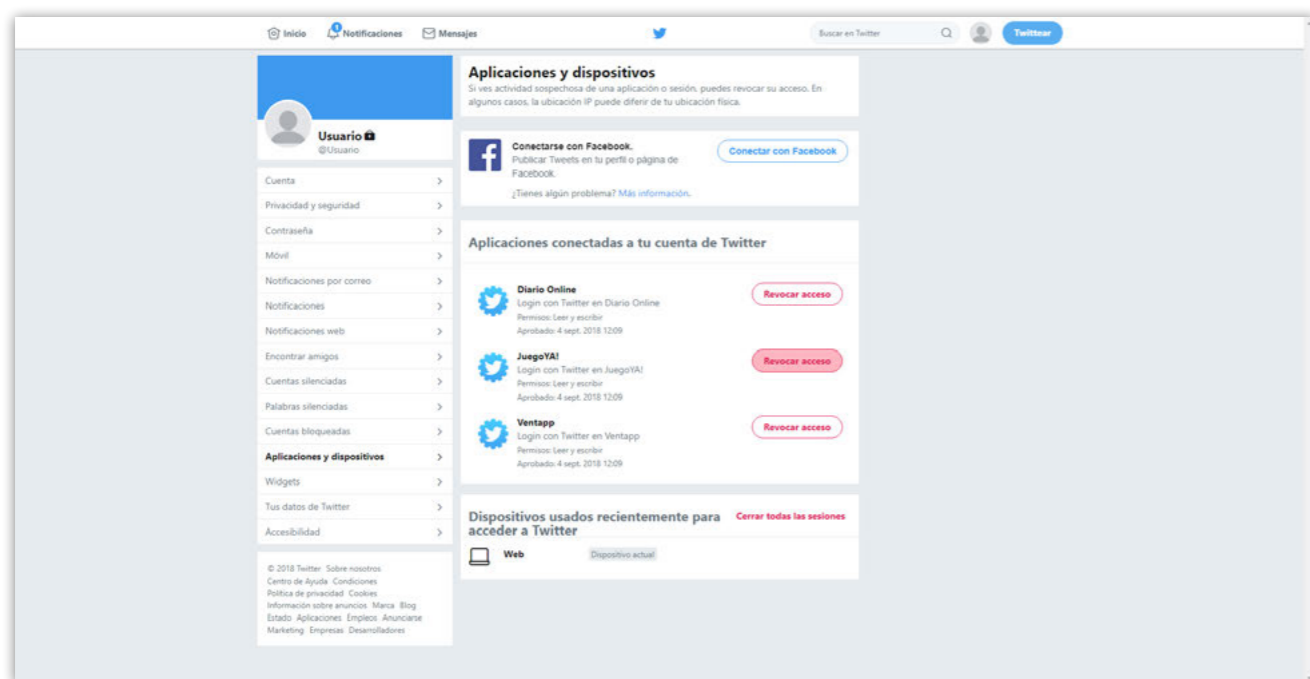 Inicio
1
Notificaciones
Mensajes
Buscar en Twitter
Twittear
Usuario
@Usuario
Cuenta
Privacidad y seguridad
Contraseña
Móvil
Notificaciones por correo
Notificaciones
Notificaciones web
Encontrar amigos
Cuentas silenciadas
Palabras silenciadas
Cuentas bloqueadas
Aplicaciones y dispositivos
Widgets
Tus datos de Twitter
Accesibilidad
© 2018 Twitter Sobre nosotros
Centro de Ayuda Condiciones
Política de privacidad Cookies
Información sobre anuncios Marca Blog
Estado Aplicaciones Empleos Anunciarse
Marketing Empresas Desarrolladores
Aplicaciones y dispositivos
Si ves actividad sospechosa de una aplicación o sesión, puedes revocar su acceso. En
algunos casos, la ubicación IP puede diferir de tu ubicación física.
Conectarse con Facebook.
Publicar Tweets en tu perfil o página de
Facebook.
¿Tienes algún problema? Más información.
Conectar con Facebook
Aplicaciones conectadas a tu cuenta de Twitter
Diario Online
Login con Twitter en Diario Online
Permisos: Leer y escribir
Aprobado: 4 sept. 2018 12:09
Revocar acceso
JuegoYA!
Login con Twitter en JuegoYA!
Permisos: Leer y escribir
Aprobado: 4 sept. 2018 12:09
Revocar acceso
Ventapp
Login con Twitter en Ventapp
Permisos: Leer y escribir
Aprobado: 4 sept. 2018 12:09
Revocar acceso
Dispositivos usados recientemente para
acceder a Twitter
Cerrar todas las sesiones
Web
Dispositivo actual